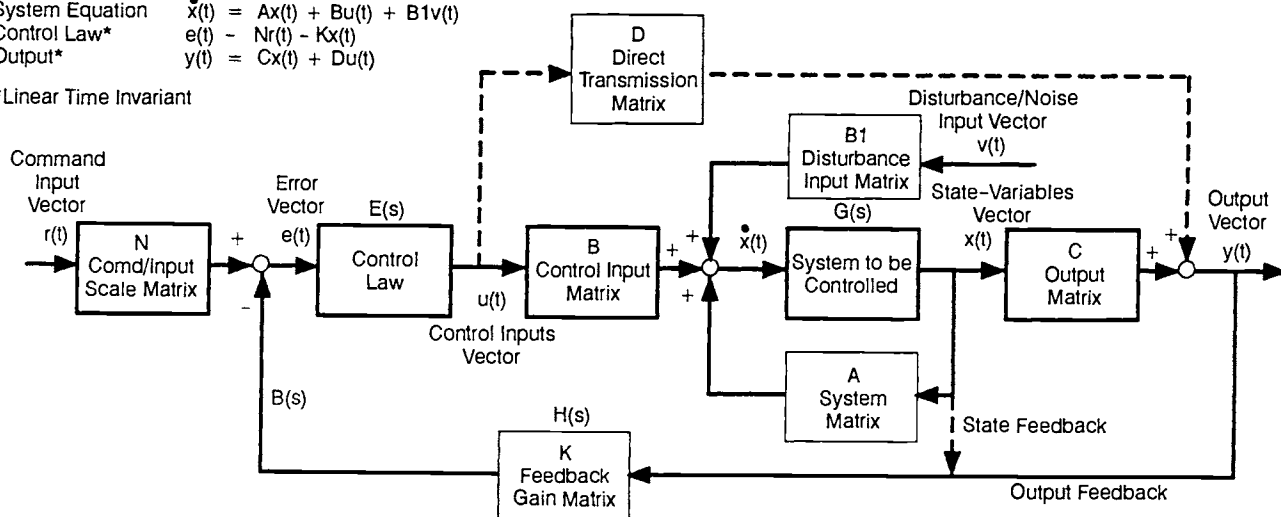 System Equation ẋ(t) = Ax(t) + Bu(t) + B1v(t)
Control Law* e(t) - Nr(t) - Kx(t)
Output* y(t) = Cx(t) + Du(t)
*Linear Time Invariant
D
Direct
Transmission
Matrix
Disturbance/Noise
Input Vector
v(t)
B1
Disturbance
Input Matrix
Command
Input
Vector
r(t)
N
Comd/Input
Scale Matrix
+
-
Error
Vector
e(t)
E(s)
Control
Law
u(t)
Control Inputs
Vector
B
Control Input
Matrix
+
+
+
ẋ(t)
G(s)
System to be
Controlled
State-Variables
Vector
x(t)
C
Output
Matrix
+
+
Output
Vector
y(t)
A
System
Matrix
State Feedback
B(s)
H(s)
K
Feedback
Gain Matrix
Output Feedback